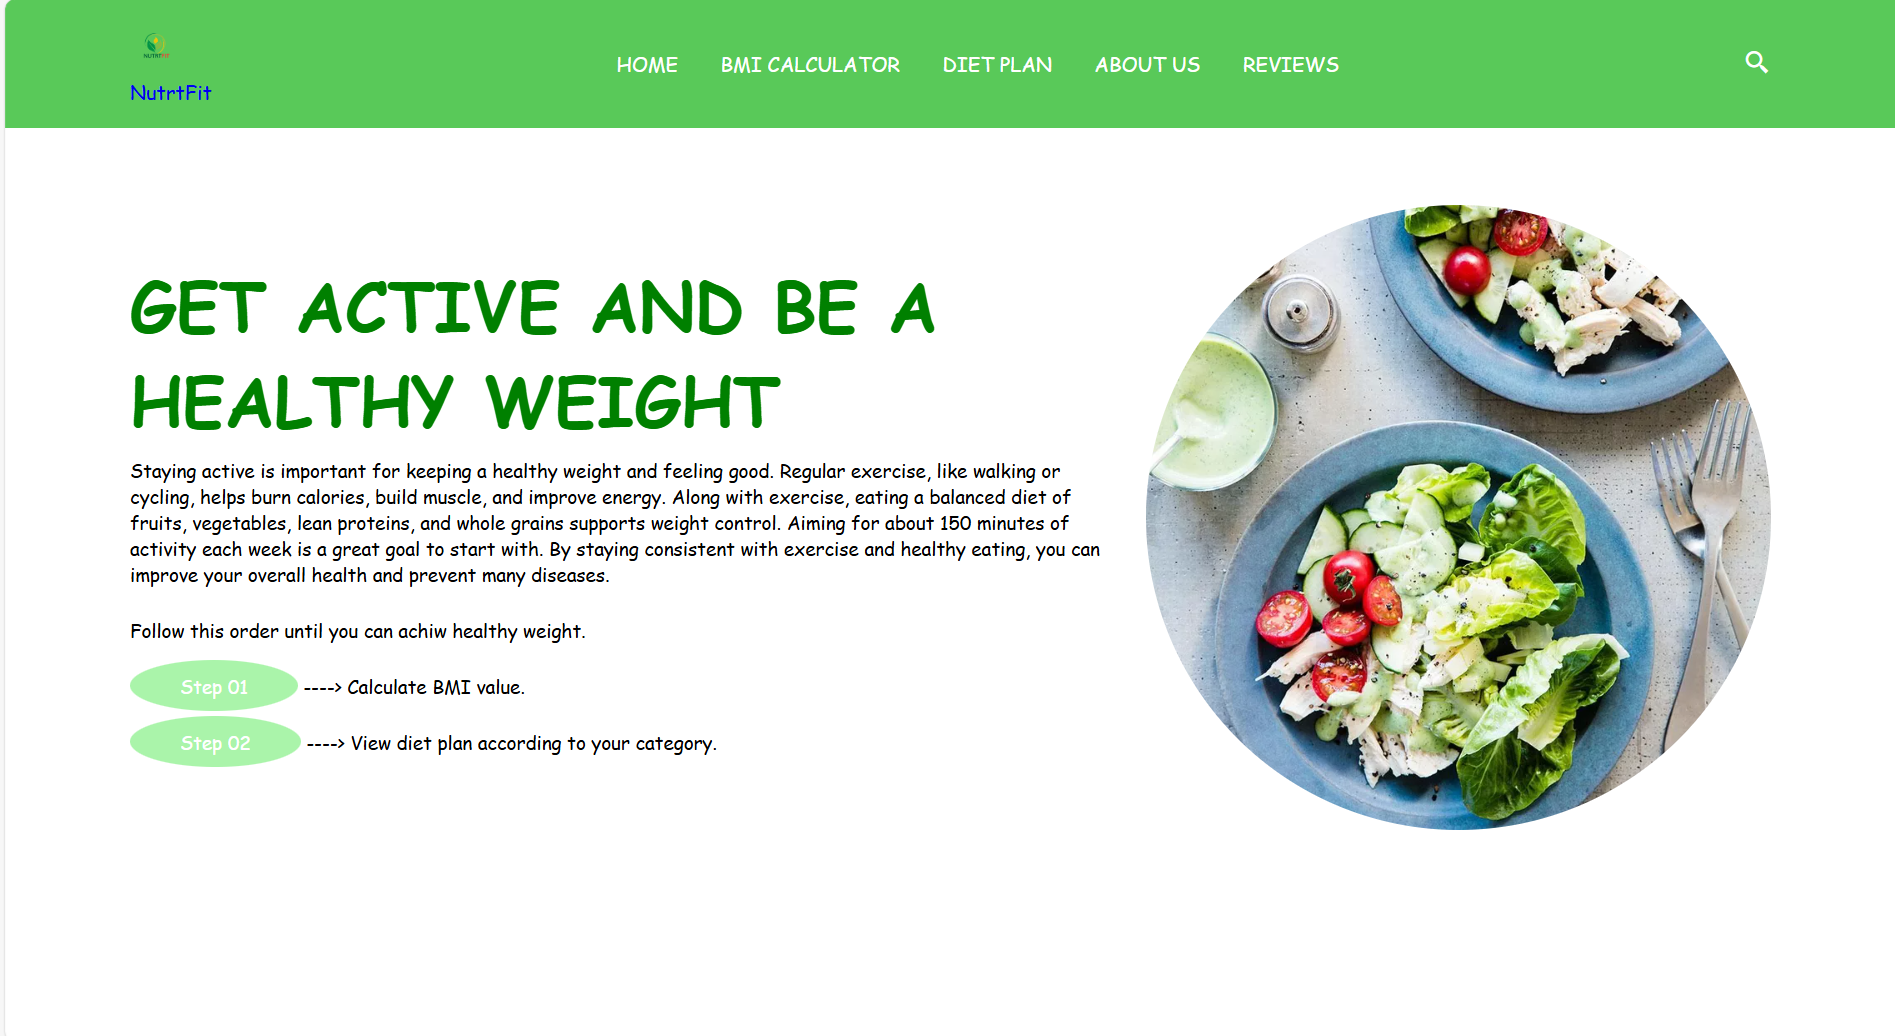 NUTRTFIT
NutrtFit
HOME BMI CALCULATOR DIET PLAN ABOUT US REVIEWS
GET ACTIVE AND BE A
HEALTHY WEIGHT
Staying active is important for keeping a healthy weight and feeling good. Regular exercise, like walking or
cycling, helps burn calories, build muscle, and improve energy. Along with exercise, eating a balanced diet of
fruits, vegetables, lean proteins, and whole grains supports weight control. Aiming for about 150 minutes of
activity each week is a great goal to start with. By staying consistent with exercise and healthy eating, you can
improve your overall health and prevent many diseases.
Follow this order until you can achiw healthy weight.
Step 01 ----> Calculate BMI value.
Step 02 ----> View diet plan according to your category.